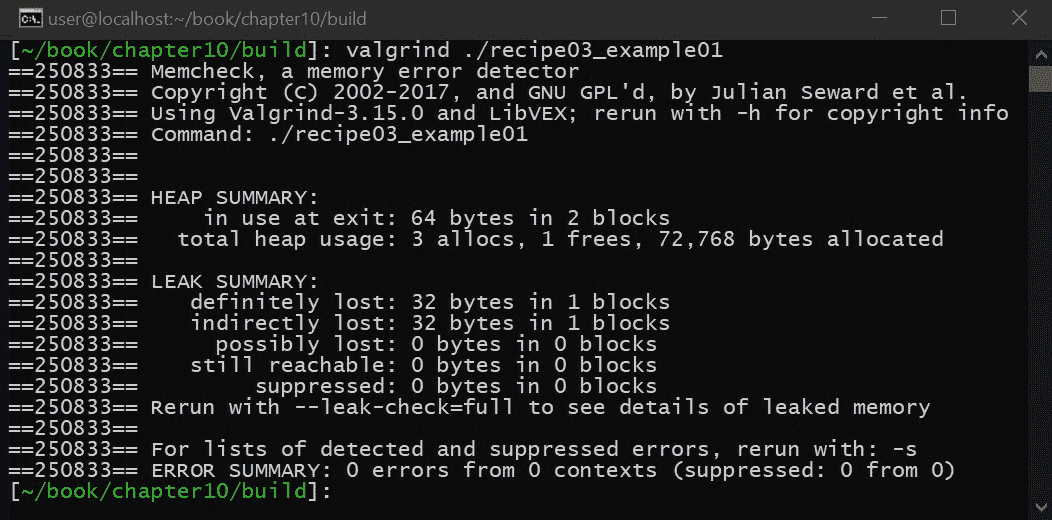 user@localhost:~/book/chapter10/build
[~/book/chapter10/build]: valgrind ./recipe03_example01
==250833== Memcheck, a memory error detector
==250833== Copyright (C) 2002-2017, and GNU GPL'd, by Julian Seward et al.
==250833== Using Valgrind-3.15.0 and LibVEX; rerun with -h for copyright info
==250833== Command: ./recipe03_example01
==250833==
==250833==
==250833== HEAP SUMMARY:
==250833==     in use at exit: 64 bytes in 2 blocks
==250833==   total heap usage: 3 allocs, 1 frees, 72,768 bytes allocated
==250833==
==250833== LEAK SUMMARY:
==250833==    definitely lost: 32 bytes in 1 blocks
==250833==    indirectly lost: 32 bytes in 1 blocks
==250833==      possibly lost: 0 bytes in 0 blocks
==250833==    still reachable: 0 bytes in 0 blocks
==250833==         suppressed: 0 bytes in 0 blocks
==250833== Rerun with --leak-check=full to see details of leaked memory
==250833==
==250833== For lists of detected and suppressed errors, rerun with: -s
==250833== ERROR SUMMARY: 0 errors from 0 contexts (suppressed: 0 from 0)
[~/book/chapter10/build]: